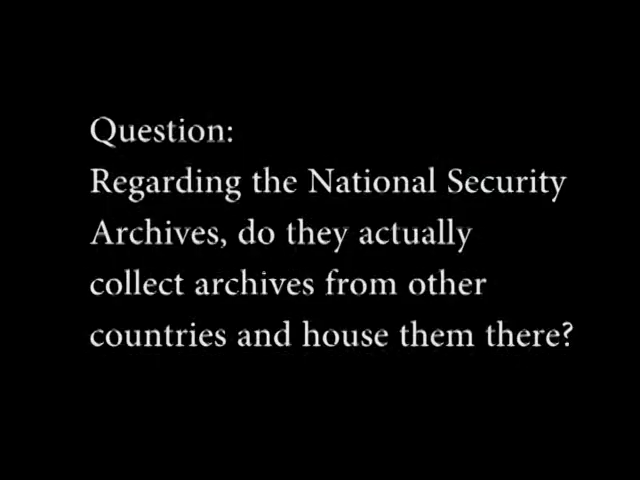 Question:
Regarding the National Security
Archives, do they actually
collect archives from other
countries and house them there?